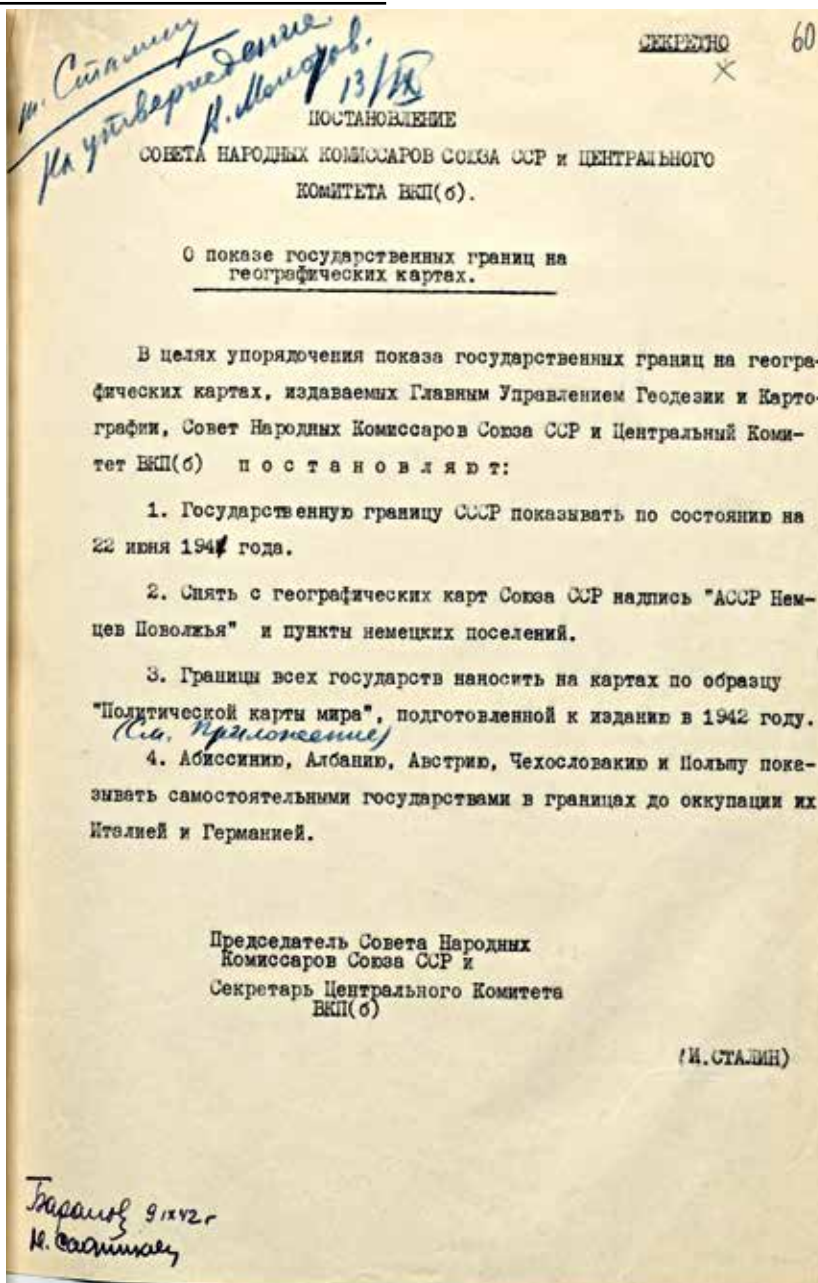 СЕКРЕТНО 60
т. Сталину
На утверждение
13/IX
ПОСТАНОВЛЕНИЕ
СОВЕТА НАРОДНЫХ КОМИССАРОВ СОЮЗА ССР и ЦЕНТРАЛЬНОГО
КОМИТЕТА ВКП(б).
О показе государственных границ на
географических картах.
В целях упорядочения показа государственных границ на геогра-
фических картах, издаваемых Главным Управлением Геодезии и Карто-
графии, Совет Народных Комиссаров Союза ССР и Центральный Коми-
тет ВКП(б) п о с т а н о в л я ю т:
1. Государственную границу СССР показывать по состоянию на
22 июня 1941 года.
2. Снять с географических карт Союза ССР надпись "АССР Нем-
цев Поволжья" и пункты немецких поселений.
3. Границы всех государств наносить на картах по образцу
"Политической карты мира", подготовленной к изданию в 1942 году.
(См. Приложение)
4. Абиссинию, Албанию, Австрию, Чехословакию и Польшу пока-
зывать самостоятельными государствами в границах до оккупации их
Италией и Германией.
Председатель Совета Народных
Комиссаров Союза ССР и
Секретарь Центрального Комитета
ВКП(б)
(И.СТАЛИН)
Баранов 9 IX 42 г